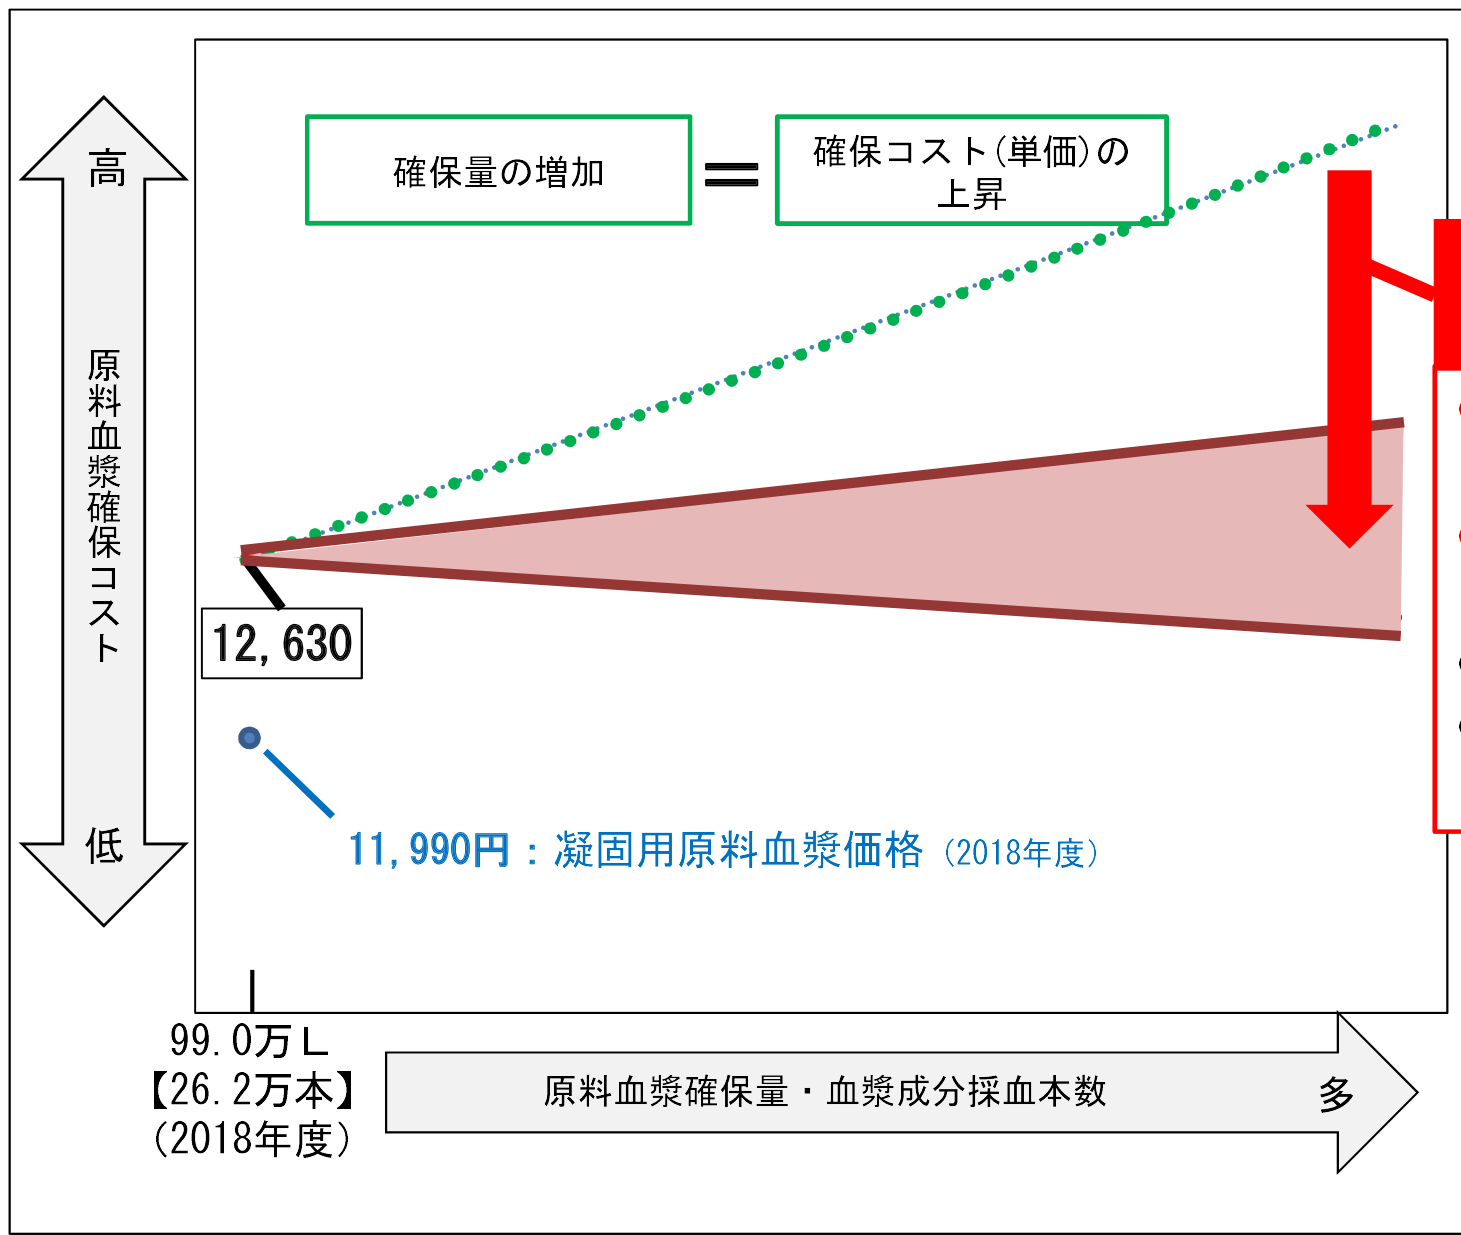 確保量の増加
＝
確保コスト(単価)の
上昇
高
原料血漿確保コスト
低
12,630
11,990円：凝固用原料血漿価格（2018年度）
99.0万Ｌ
【26.2万本】
（2018年度）
原料血漿確保量・血漿成分採血本数
多